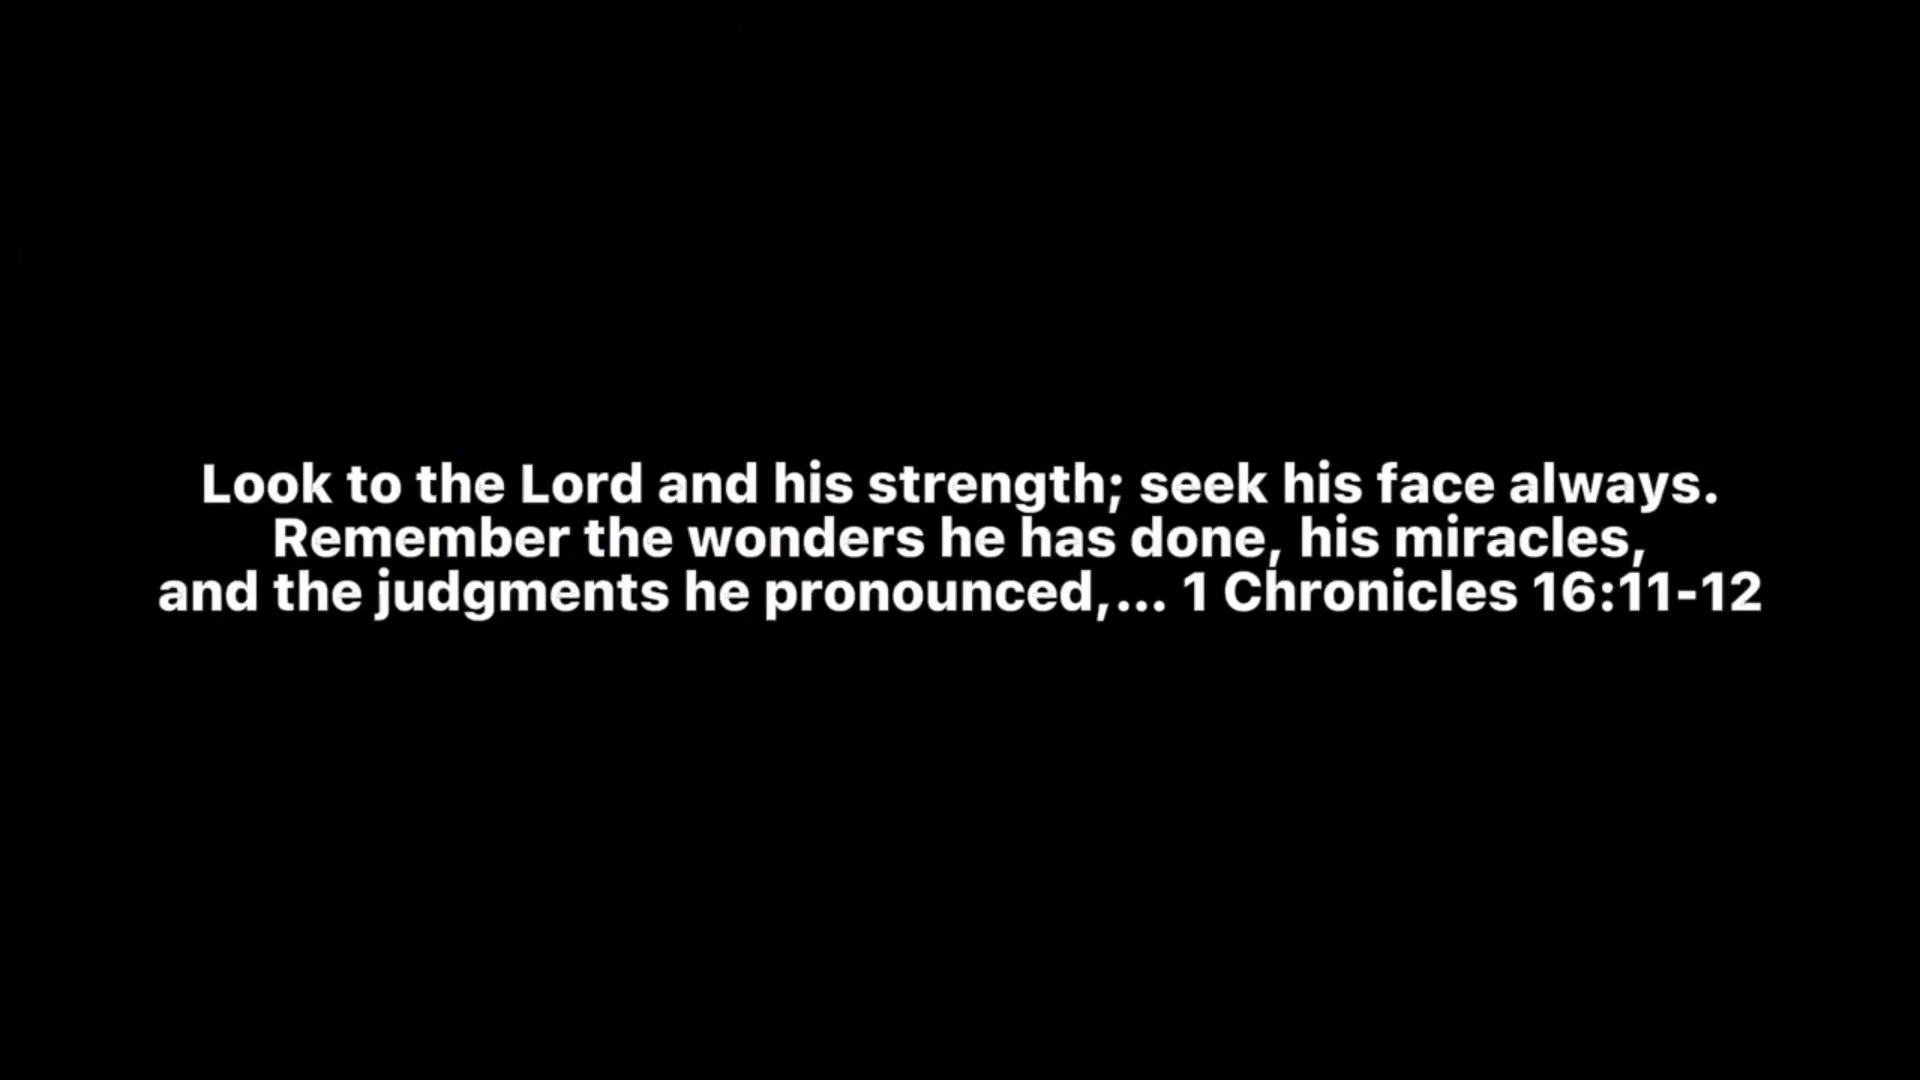 Look to the Lord and his strength; seek his face always.
Remember the wonders he has done, his miracles,
and the judgments he pronounced,... 1 Chronicles 16:11-12